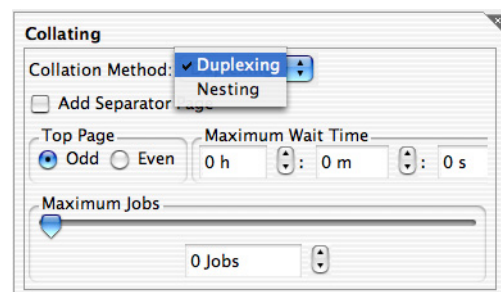 Collating
Collation Method: ✓ Duplexing
Nesting
Add Separator
Top Page Maximum Wait Time
Odd Even 0 h : 0 m : 0 s
Maximum Jobs
0 Jobs